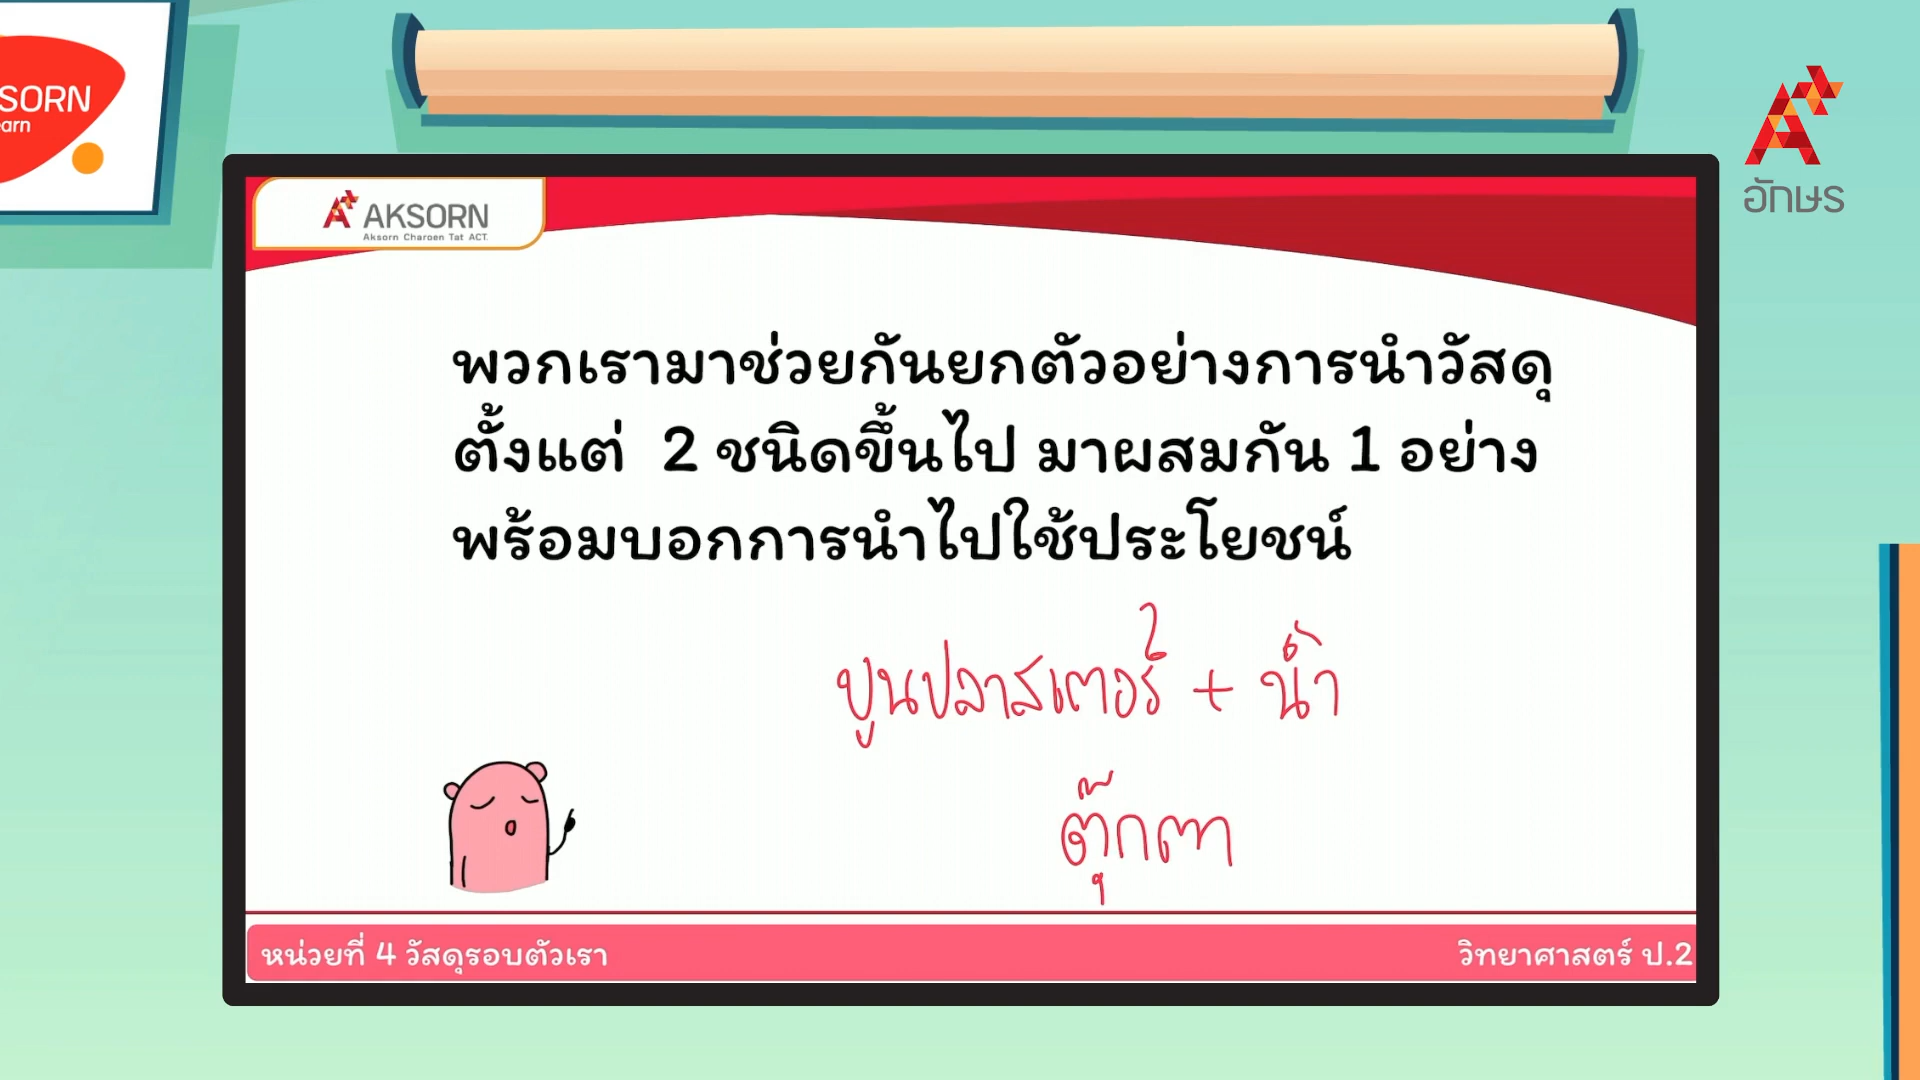 SORN
arn
อักษร
AKSORN
Aksorn Charoen Tat ACT.
พวกเรามาช่วยกันยกตัวอย่างการนำวัสดุ
ตั้งแต่ 2 ชนิดขึ้นไป มาผสมกัน 1 อย่าง
พร้อมบอกการนำไปใช้ประโยชน์
ปูนปลาสเตอร์ + น้ำ
ตุ๊กตา
หน่วยที่ 4 วัสดุรอบตัวเรา
วิทยาศาสตร์ ป.2